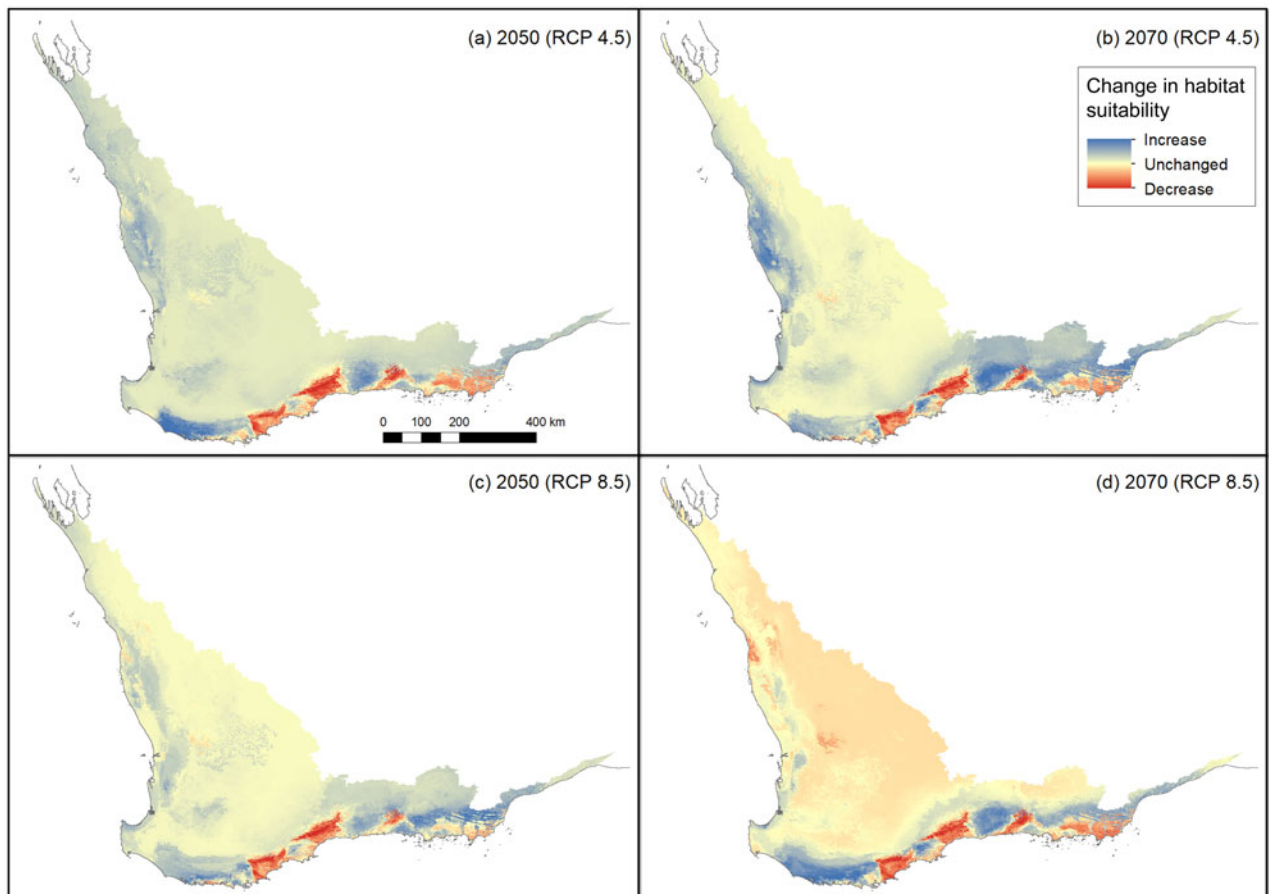 (a) 2050 (RCP 4.5)
(b) 2070 (RCP 4.5)
Change in habitat
suitability
Increase
Unchanged
Decrease
0 100 200 400 km
(c) 2050 (RCP 8.5)
(d) 2070 (RCP 8.5)